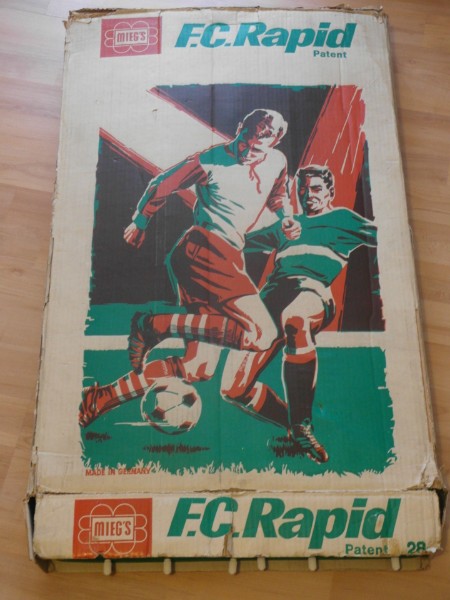 MIEG'S
F.C.Rapid
Patent
MADE IN GERMANY
MIEG'S
F.C.Rapid
Patent 28